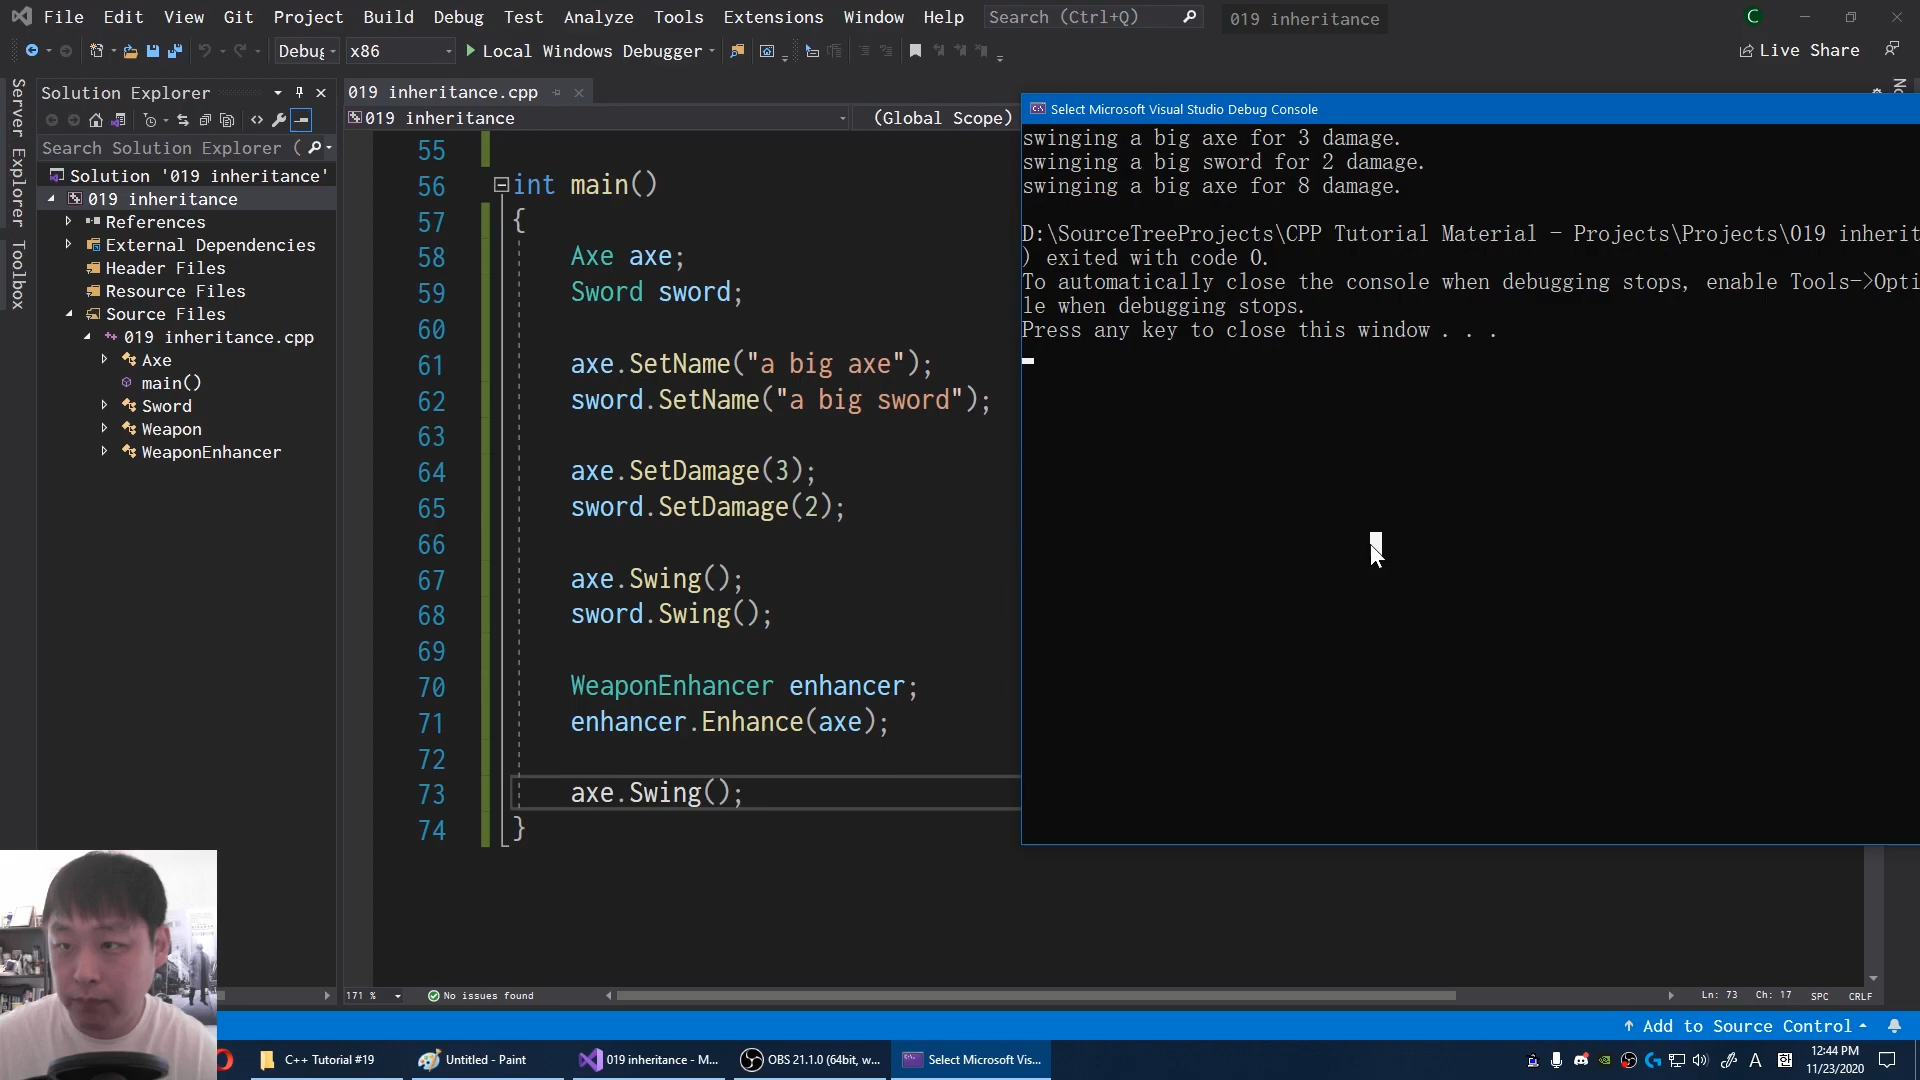 File Edit View Git Project Build Debug Test Analyze Tools Extensions Window Help Search (Ctrl+Q) 019 inheritance C
Debug x86 Local Windows Debugger Live Share
Server Explorer
Toolbox
Solution Explorer
Search Solution Explorer (
Solution '019 inheritance'
019 inheritance
References
External Dependencies
Header Files
Resource Files
Source Files
019 inheritance.cpp
Axe
main()
Sword
Weapon
WeaponEnhancer
019 inheritance.cpp
019 inheritance (Global Scope)
55
56 int main()
57 {
58 Axe axe;
59 Sword sword;
60
61 axe.SetName("a big axe");
62 sword.SetName("a big sword");
63
64 axe.SetDamage(3);
65 sword.SetDamage(2);
66
67 axe.Swing();
68 sword.Swing();
69
70 WeaponEnhancer enhancer;
71 enhancer.Enhance(axe);
72
73 axe.Swing();
74 }
Select Microsoft Visual Studio Debug Console
swinging a big axe for 3 damage.
swinging a big sword for 2 damage.
swinging a big axe for 8 damage.
D:\SourceTreeProjects\CPP Tutorial Material - Projects\Projects\019 inherit
) exited with code 0.
To automatically close the console when debugging stops, enable Tools->Opti
le when debugging stops.
Press any key to close this window . . .
171 % No issues found Ln: 73 Ch: 17 SPC CRLF
Add to Source Control
C++ Tutorial #19 Untitled - Paint 019 inheritance - M... OBS 21.1.0 (64bit, w... Select Microsoft Vis... A 한 12:44 PM
11/23/2020